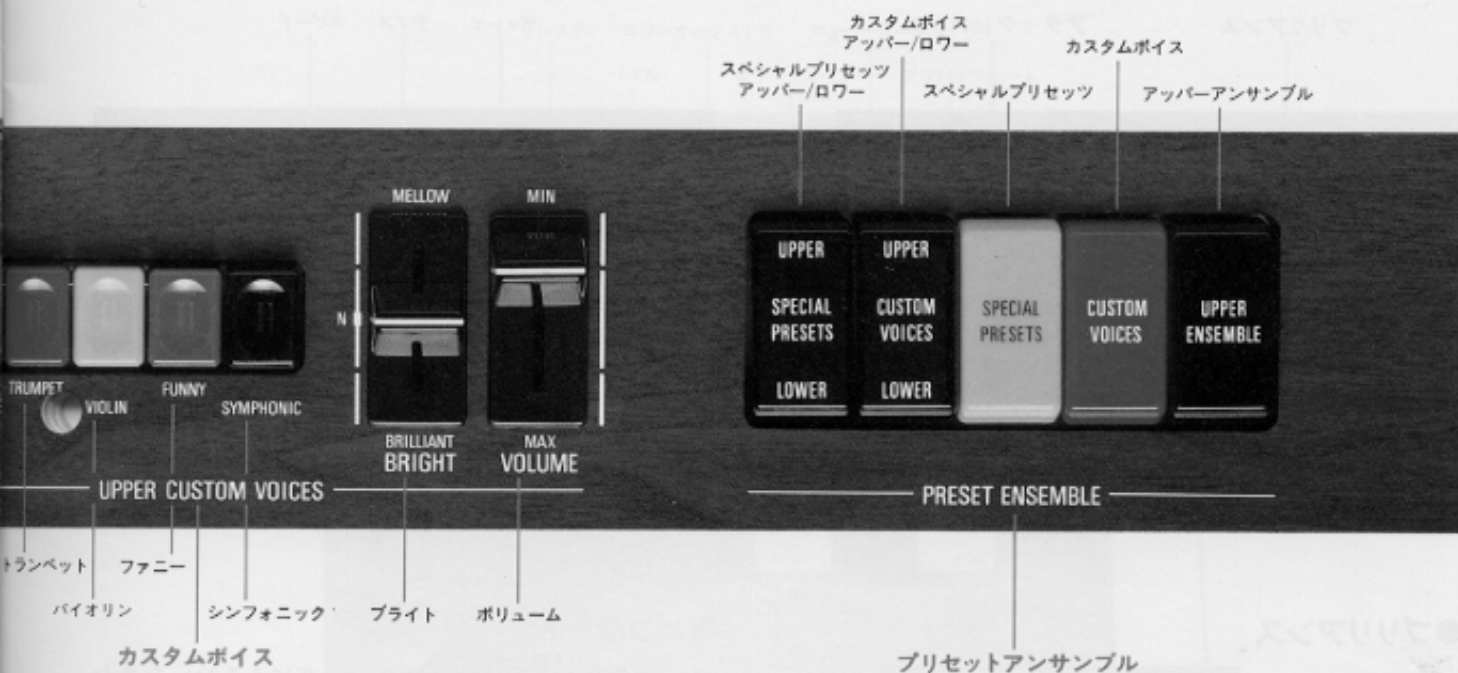 カスタムボイス
アッパー/ロワー
カスタムボイス
スペシャルプリセッツ
アッパー/ロワー
スペシャルプリセッツ
アッパーアンサンブル
MELLOW
MIN
N
TRUMPET
VIOLIN
FUNNY
SYMPHONIC
BRILLIANT
BRIGHT
MAX
VOLUME
UPPER CUSTOM VOICES
UPPER
SPECIAL
PRESETS
LOWER
UPPER
CUSTOM
VOICES
LOWER
SPECIAL
PRESETS
CUSTOM
VOICES
UPPER
ENSEMBLE
PRESET ENSEMBLE
トランペット
ファニー
バイオリン
シンフォニック
ブライト
ボリューム
カスタムボイス
プリセットアンサンブル